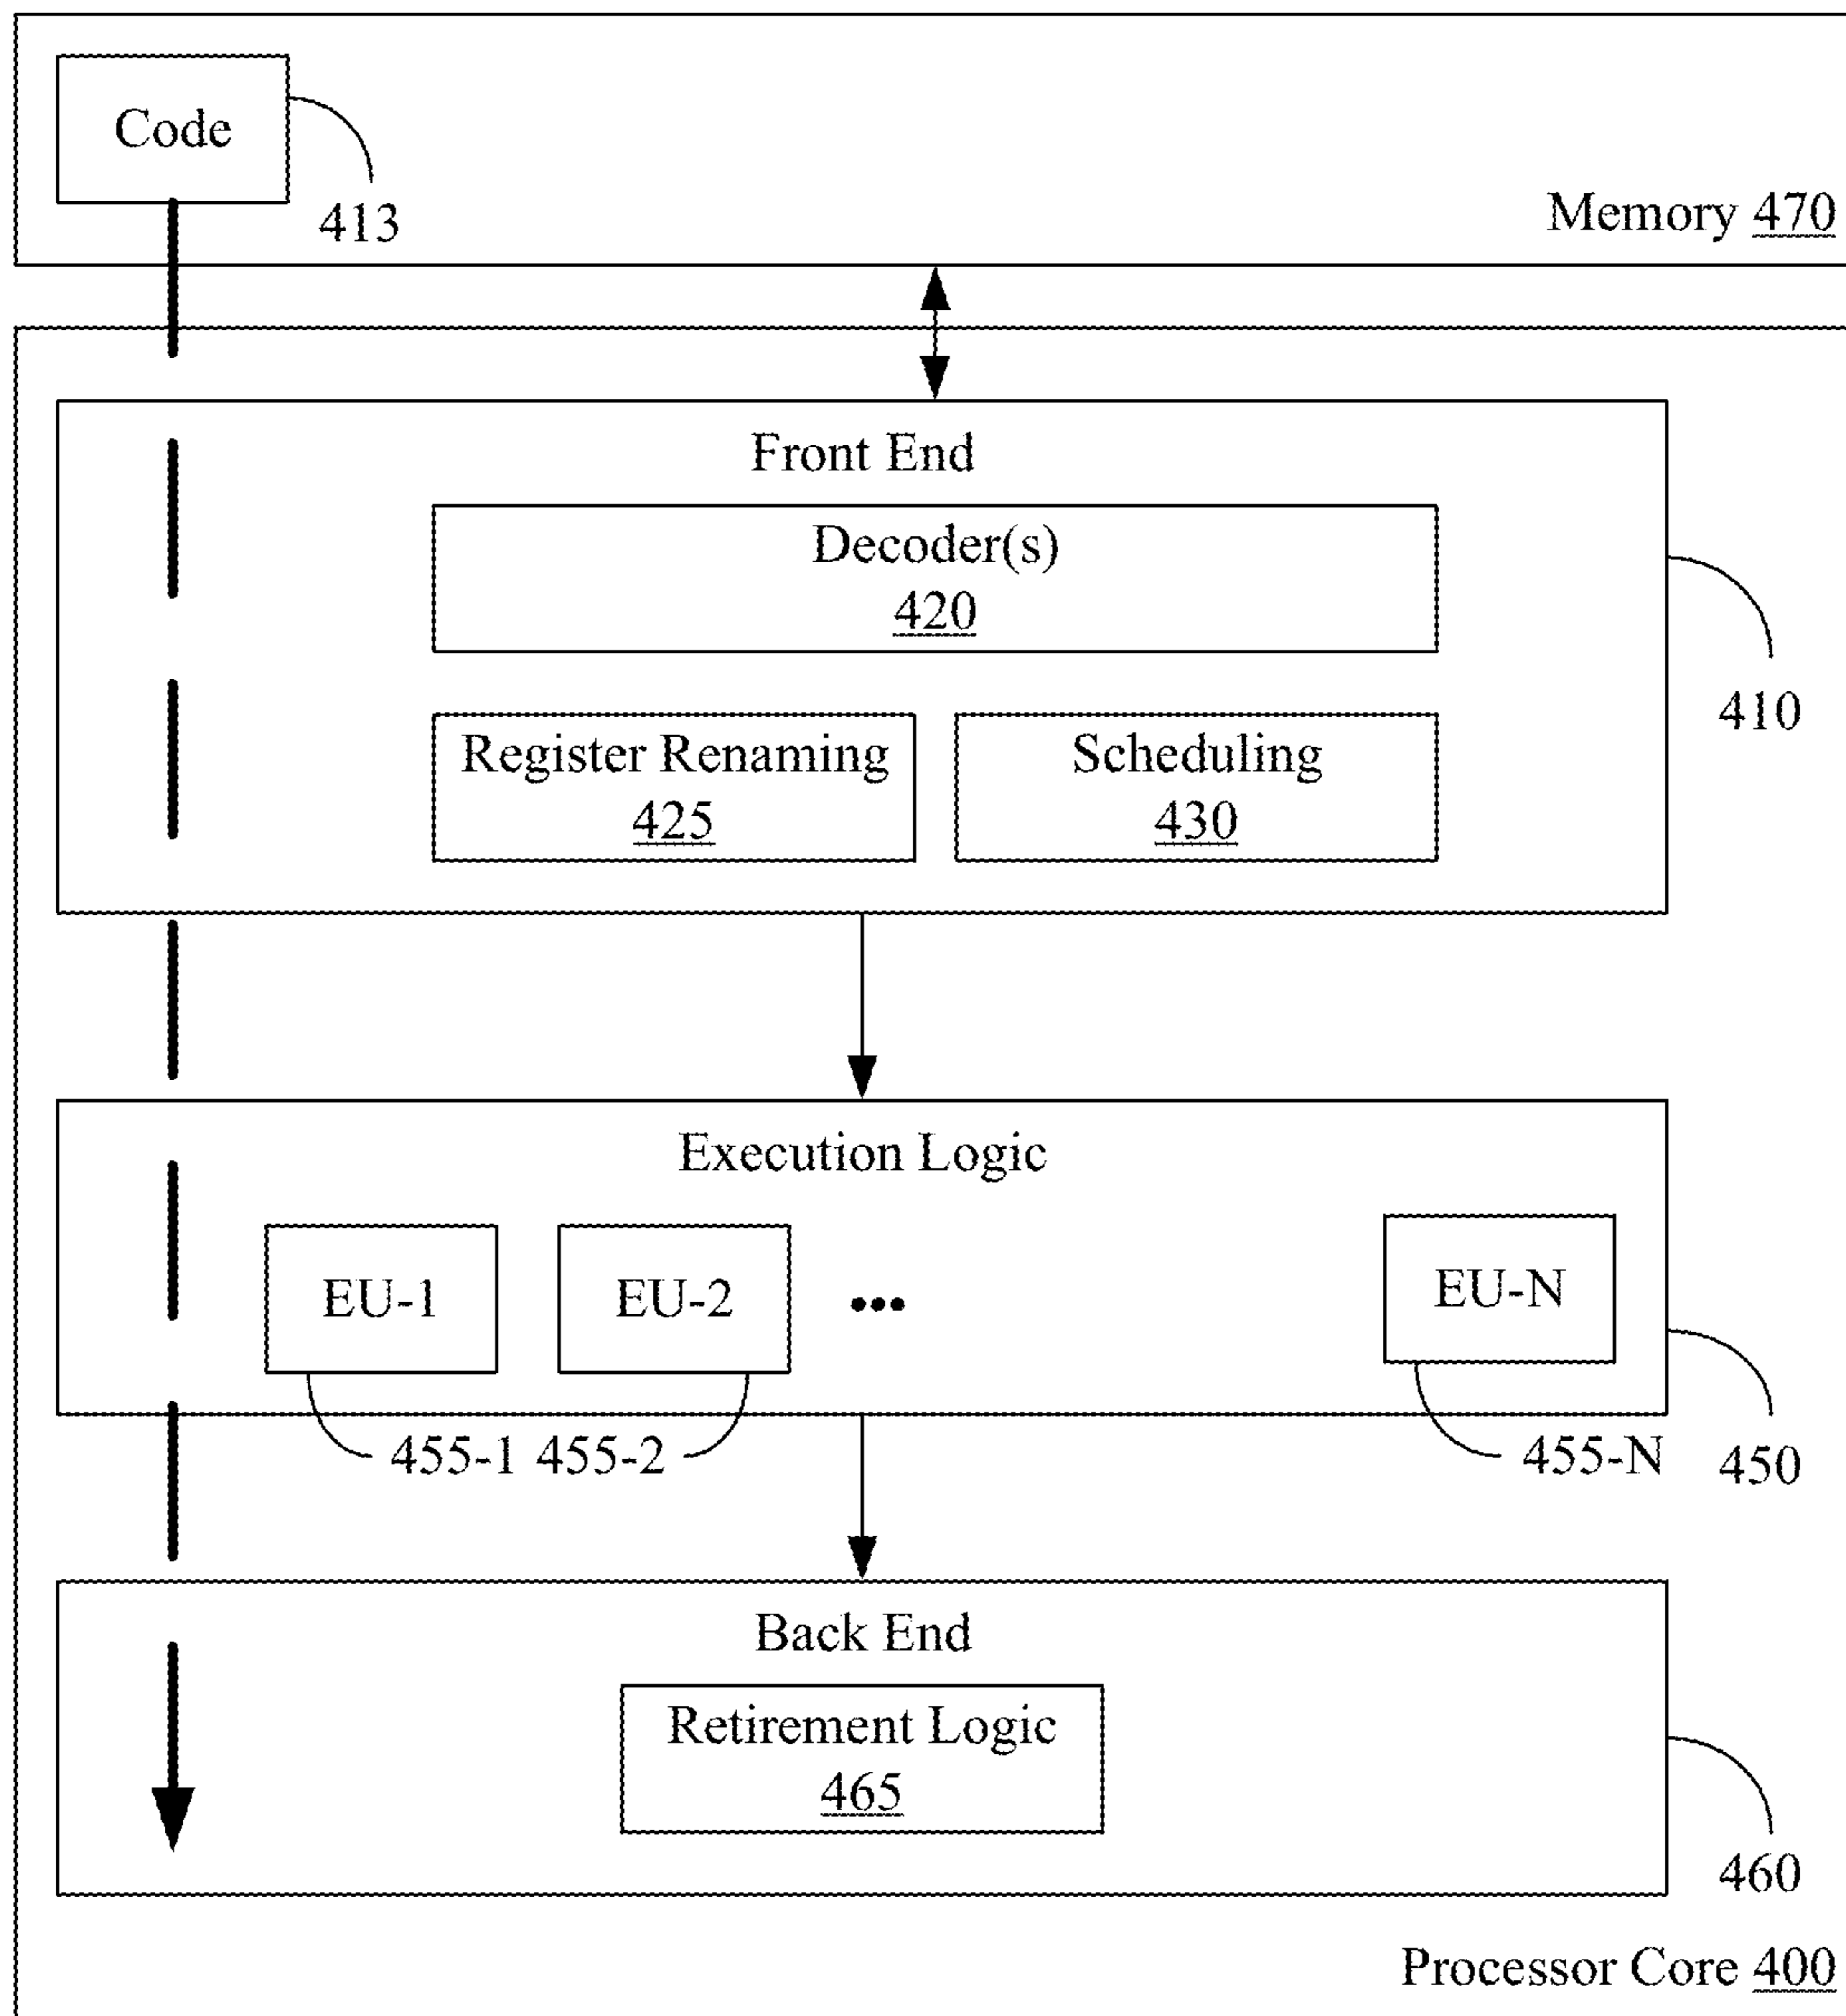 Code
413
Memory 470
Front End
Decoder(s)
420
410
Register Renaming
425
Scheduling
430
Execution Logic
EU-1
EU-2
•••
EU-N
455-1 455-2
455-N
450
Back End
Retirement Logic
465
460
Processor Core 400